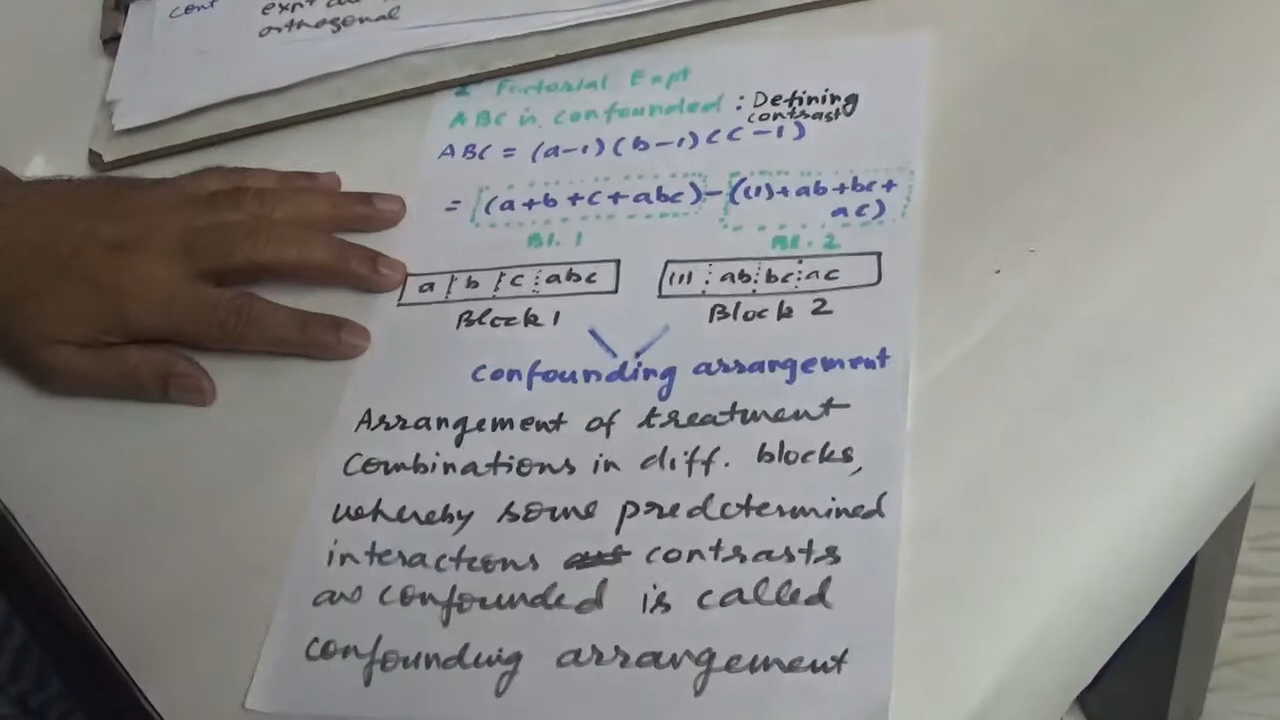 cont
orthogonal
Factorial Expt
ABC is confounded : Defining
contrast
ABC = (a-1)(b-1)(c-1)
= (a+b+c+abc)-((1)+ab+bc+
ac)
Bl. 1 Bl. 2
a b c abc (1) ab bc ac
Block 1 Block 2
confounding arrangement
Arrangement of treatment
combinations in diff. blocks,
whereby some predetermined
interactions contrasts
are confounded is called
confounding arrangement